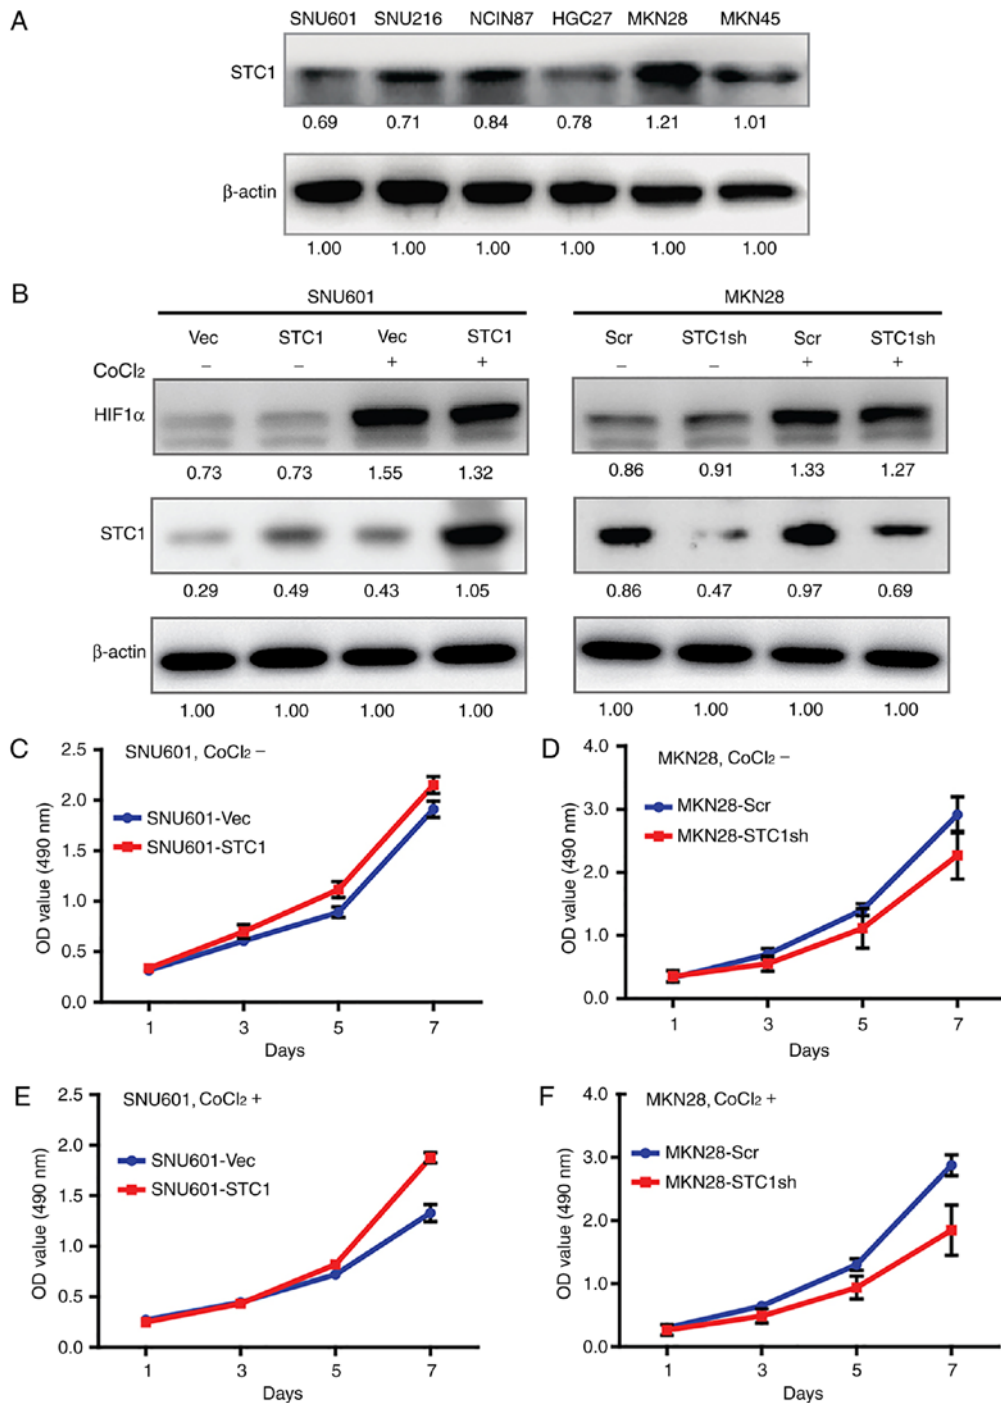 A
SNU601 SNU216 NCIN87 HGC27 MKN28 MKN45
STC1
0.69 0.71 0.84 0.78 1.21 1.01
β-actin
1.00 1.00 1.00 1.00 1.00 1.00
B
SNU601 MKN28
Vec STC1 Vec STC1 Scr STC1sh Scr STC1sh
CoCl₂ – – + + – – + +
HIF1α
0.73 0.73 1.55 1.32 0.86 0.91 1.33 1.27
STC1
0.29 0.49 0.43 1.05 0.86 0.47 0.97 0.69
β-actin
1.00 1.00 1.00 1.00 1.00 1.00 1.00 1.00
C
SNU601, CoCl₂ –
SNU601-Vec
SNU601-STC1
OD value (490 nm)
2.5
2.0
1.5
1.0
0.5
0.0
1 3 5 7
Days
D
MKN28, CoCl₂ –
MKN28-Scr
MKN28-STC1sh
OD value (490 nm)
4.0
3.0
2.0
1.0
0.0
1 3 5 7
Days
E
SNU601, CoCl₂ +
SNU601-Vec
SNU601-STC1
OD value (490 nm)
2.5
2.0
1.5
1.0
0.5
0.0
1 3 5 7
Days
F
MKN28, CoCl₂ +
MKN28-Scr
MKN28-STC1sh
OD value (490 nm)
4.0
3.0
2.0
1.0
0.0
1 3 5 7
Days